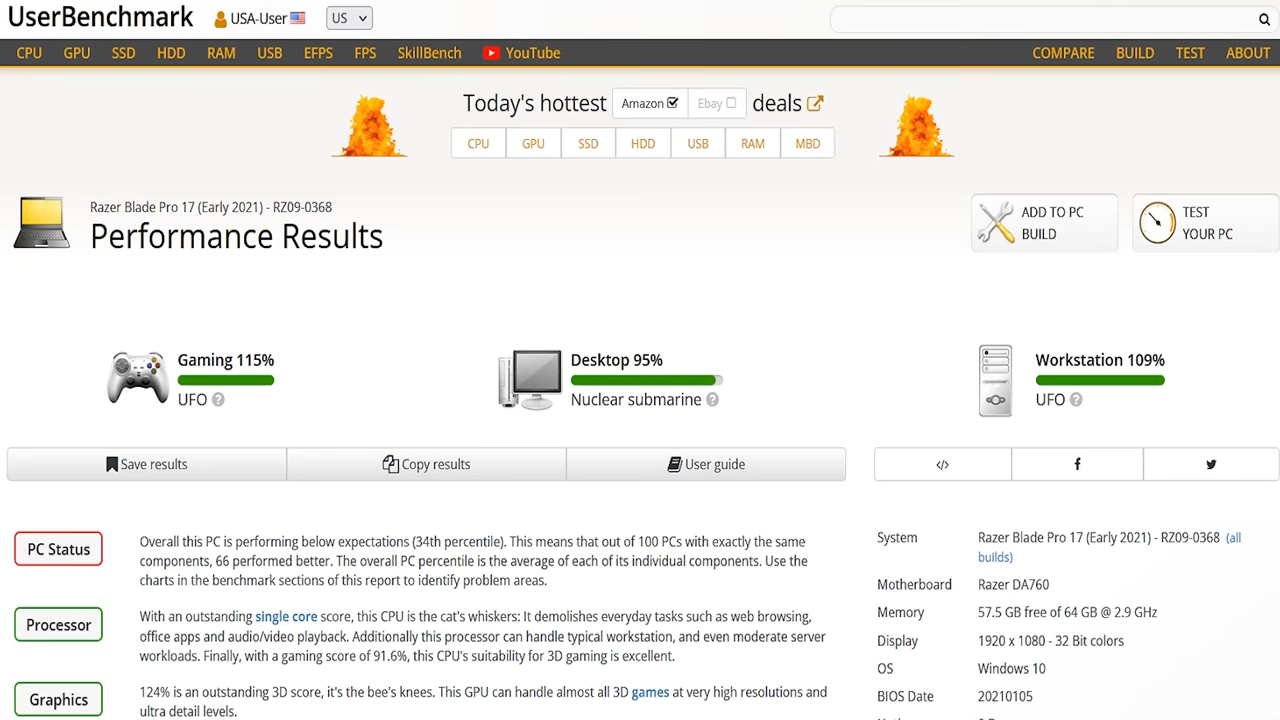 UserBenchmark USA-User US
CPU GPU SSD HDD RAM USB EFPS FPS SkillBench YouTube COMPARE BUILD TEST ABOUT
Today's hottest Amazon Ebay deals
CPU GPU SSD HDD USB RAM MBD
Razer Blade Pro 17 (Early 2021) - RZ09-0368
Performance Results
ADD TO PC
BUILD
TEST
YOUR PC
Gaming 115%
UFO ?
Desktop 95%
Nuclear submarine ?
Workstation 109%
UFO ?
Save results Copy results User guide </> f
PC Status
Overall this PC is performing below expectations (34th percentile). This means that out of 100 PCs with exactly the same
components, 66 performed better. The overall PC percentile is the average of each of its individual components. Use the
charts in the benchmark sections of this report to identify problem areas.
Processor
With an outstanding single core score, this CPU is the cat's whiskers: It demolishes everyday tasks such as web browsing,
office apps and audio/video playback. Additionally this processor can handle typical workstation, and even moderate server
workloads. Finally, with a gaming score of 91.6%, this CPU's suitability for 3D gaming is excellent.
Graphics
124% is an outstanding 3D score, it's the bee's knees. This GPU can handle almost all 3D games at very high resolutions and
ultra detail levels.
System Razer Blade Pro 17 (Early 2021) - RZ09-0368 (all
builds)
Motherboard Razer DA760
Memory 57.5 GB free of 64 GB @ 2.9 GHz
Display 1920 x 1080 - 32 Bit colors
OS Windows 10
BIOS Date 20210105